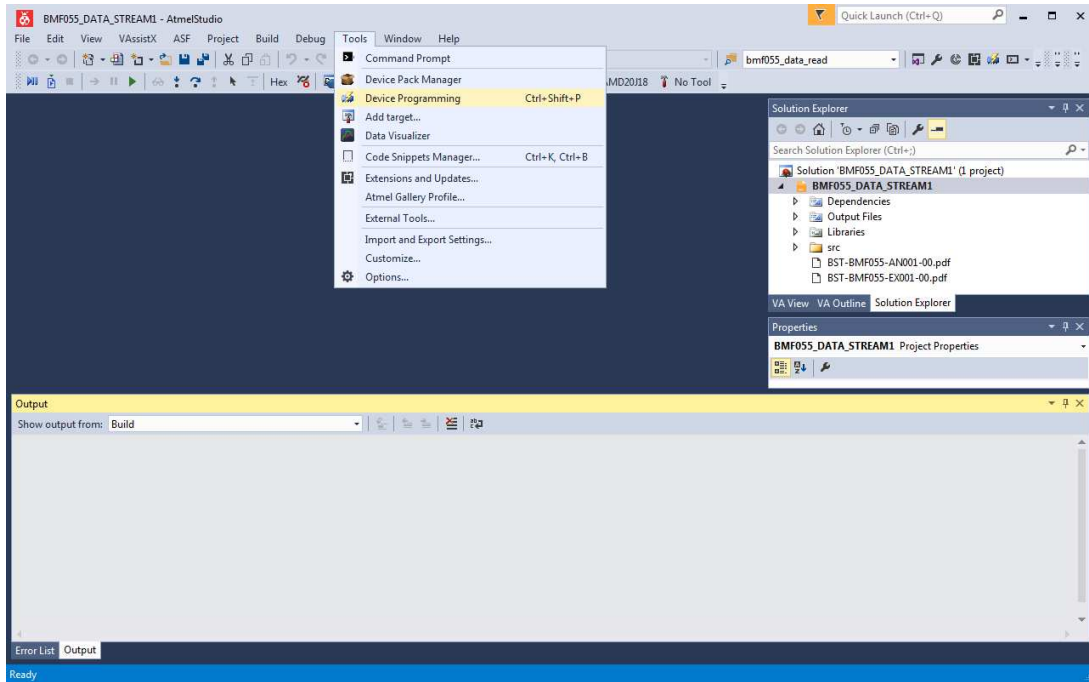 BMF055_DATA_STREAM1 - AtmelStudio
Quick Launch (Ctrl+Q)
File Edit View VAssistX ASF Project Build Debug Tools Window Help
bmf055_data_read
Hex
AMD20J18 No Tool
Command Prompt
Device Pack Manager
Device Programming Ctrl+Shift+P
Add target...
Data Visualizer
Code Snippets Manager... Ctrl+K, Ctrl+B
Extensions and Updates...
Atmel Gallery Profile...
External Tools...
Import and Export Settings...
Customize...
Options...
Solution Explorer
Search Solution Explorer (Ctrl+;)
Solution 'BMF055_DATA_STREAM1' (1 project)
BMF055_DATA_STREAM1
Dependencies
Output Files
Libraries
src
BST-BMF055-AN001-00.pdf
BST-BMF055-EX001-00.pdf
VA View VA Outline Solution Explorer
Properties
BMF055_DATA_STREAM1 Project Properties
Output
Show output from: Build
Error List Output
Ready